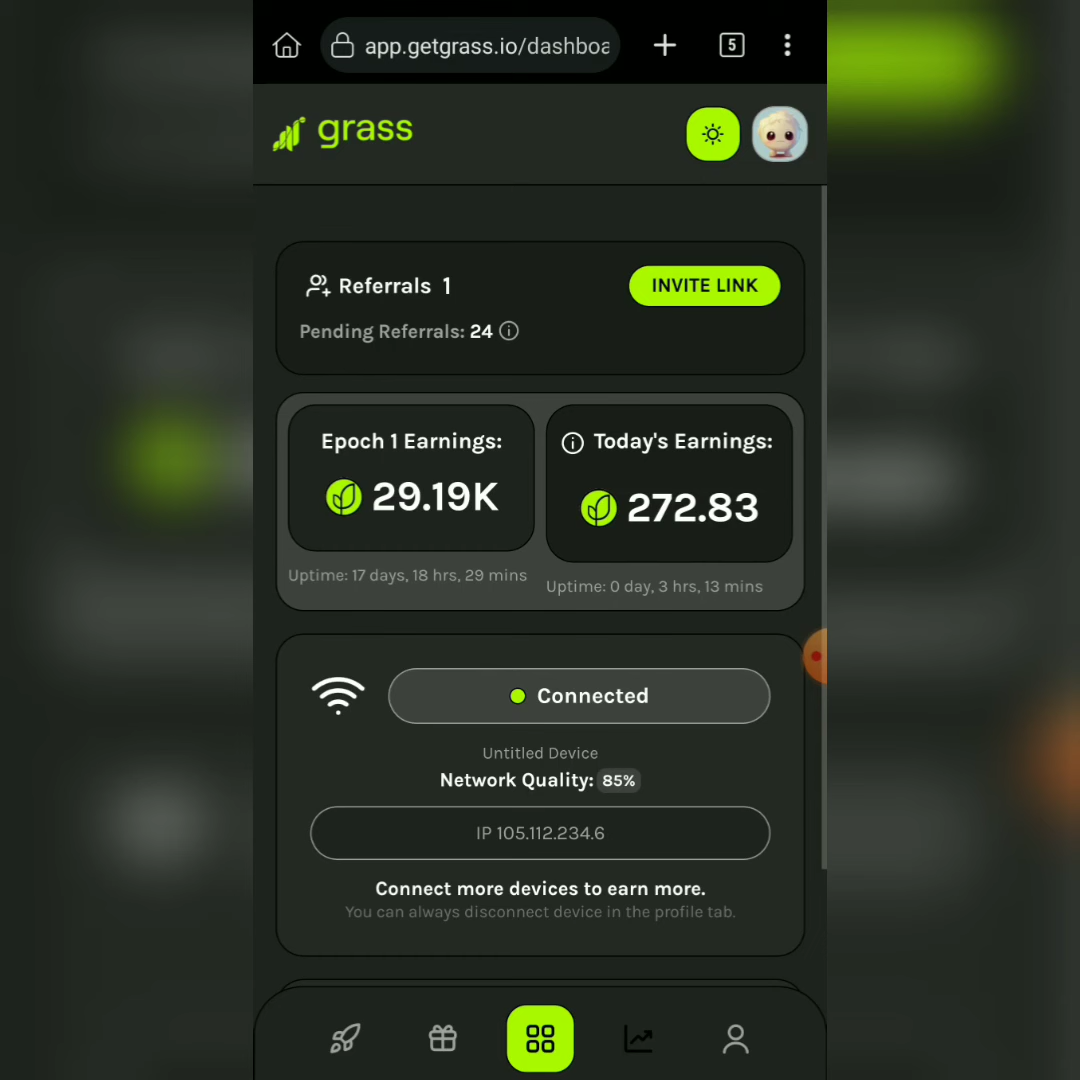 app.getgrass.io/dashboa
5
grass
Referrals 1
INVITE LINK
Pending Referrals: 24
Epoch 1 Earnings:
Today's Earnings:
29.19K
272.83
Uptime: 17 days, 18 hrs, 29 mins
Uptime: 0 day, 3 hrs, 13 mins
Connected
Untitled Device
Network Quality: 85%
IP 105.112.234.6
Connect more devices to earn more.
You can always disconnect device in the profile tab.